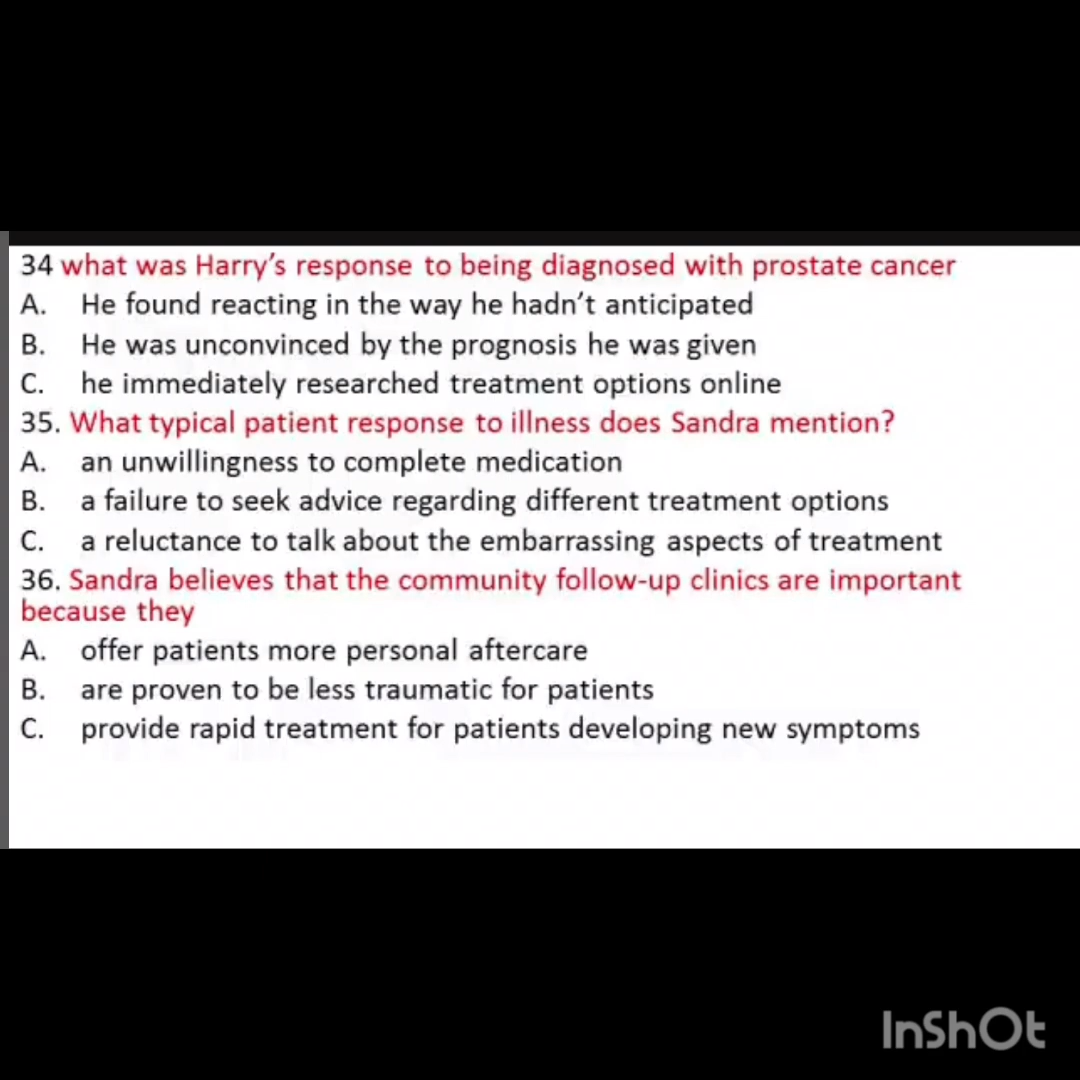 34 what was Harry's response to being diagnosed with prostate cancer
A. He found reacting in the way he hadn't anticipated
B. He was unconvinced by the prognosis he was given
C. he immediately researched treatment options online
35. What typical patient response to illness does Sandra mention?
A. an unwillingness to complete medication
B. a failure to seek advice regarding different treatment options
C. a reluctance to talk about the embarrassing aspects of treatment
36. Sandra believes that the community follow-up clinics are important
because they
A. offer patients more personal aftercare
B. are proven to be less traumatic for patients
C. provide rapid treatment for patients developing new symptoms
InShOt